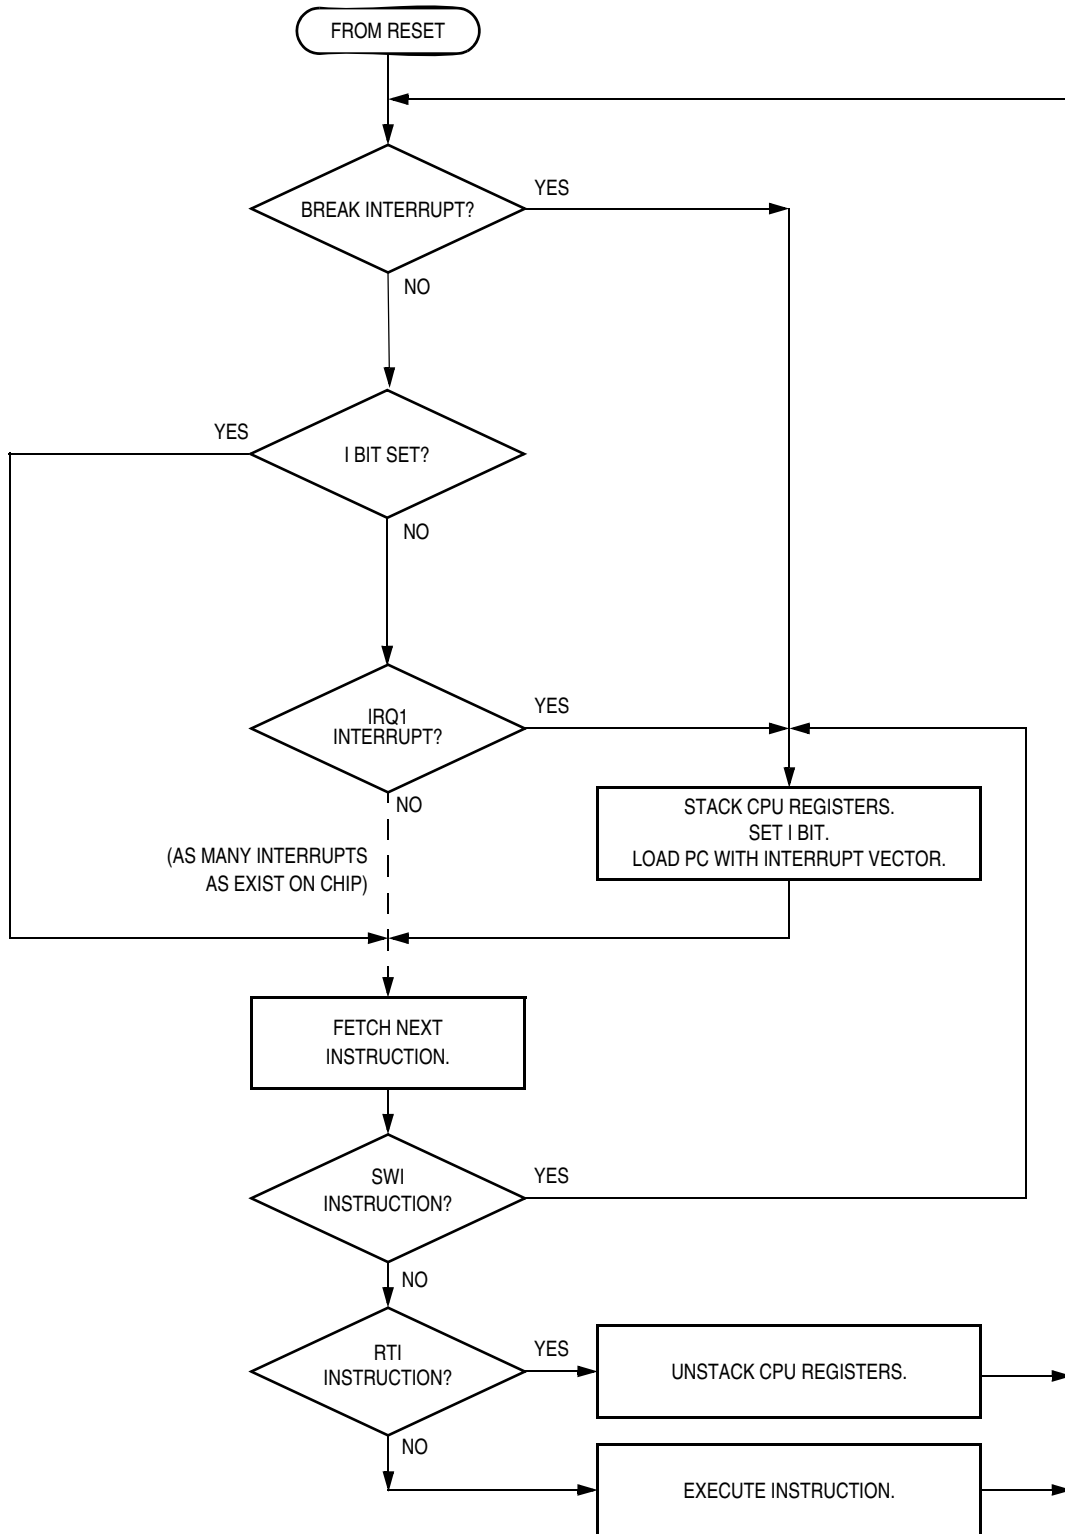 FROM RESET
BREAK INTERRUPT?
YES
NO
YES
I BIT SET?
NO
IRQ1
INTERRUPT?
YES
NO
(AS MANY INTERRUPTS
AS EXIST ON CHIP)
STACK CPU REGISTERS.
SET I BIT.
LOAD PC WITH INTERRUPT VECTOR.
FETCH NEXT
INSTRUCTION.
SWI
INSTRUCTION?
YES
NO
RTI
INSTRUCTION?
YES
UNSTACK CPU REGISTERS.
NO
EXECUTE INSTRUCTION.